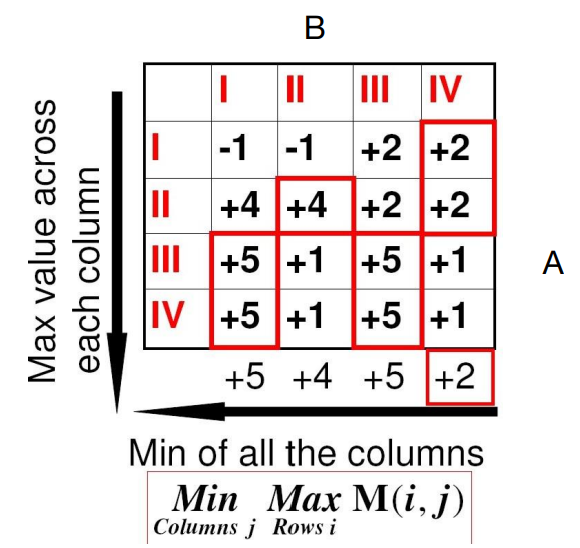 B
I II III IV
I -1 -1 +2 +2
II +4 +4 +2 +2
III +5 +1 +5 +1
IV +5 +1 +5 +1
+5 +4 +5 +2
A
Max value across
each column
Min of all the columns
Min Max M(i, j)
Columns j Rows i